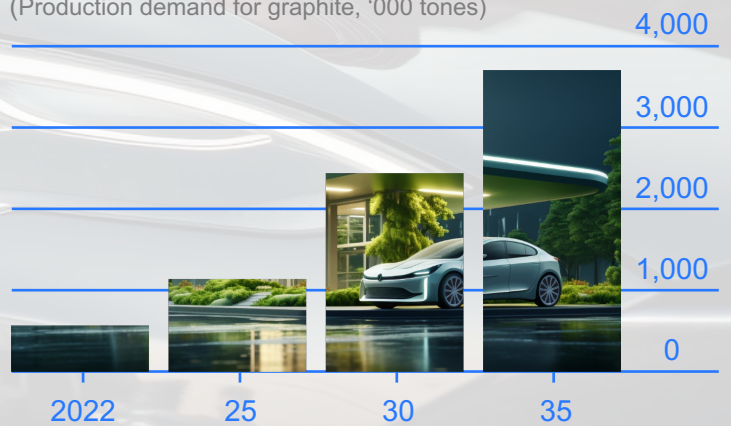 (Production demand for graphite, ‘000 tones)
4,000
3,000
2,000
1,000
0
2022 25 30 35